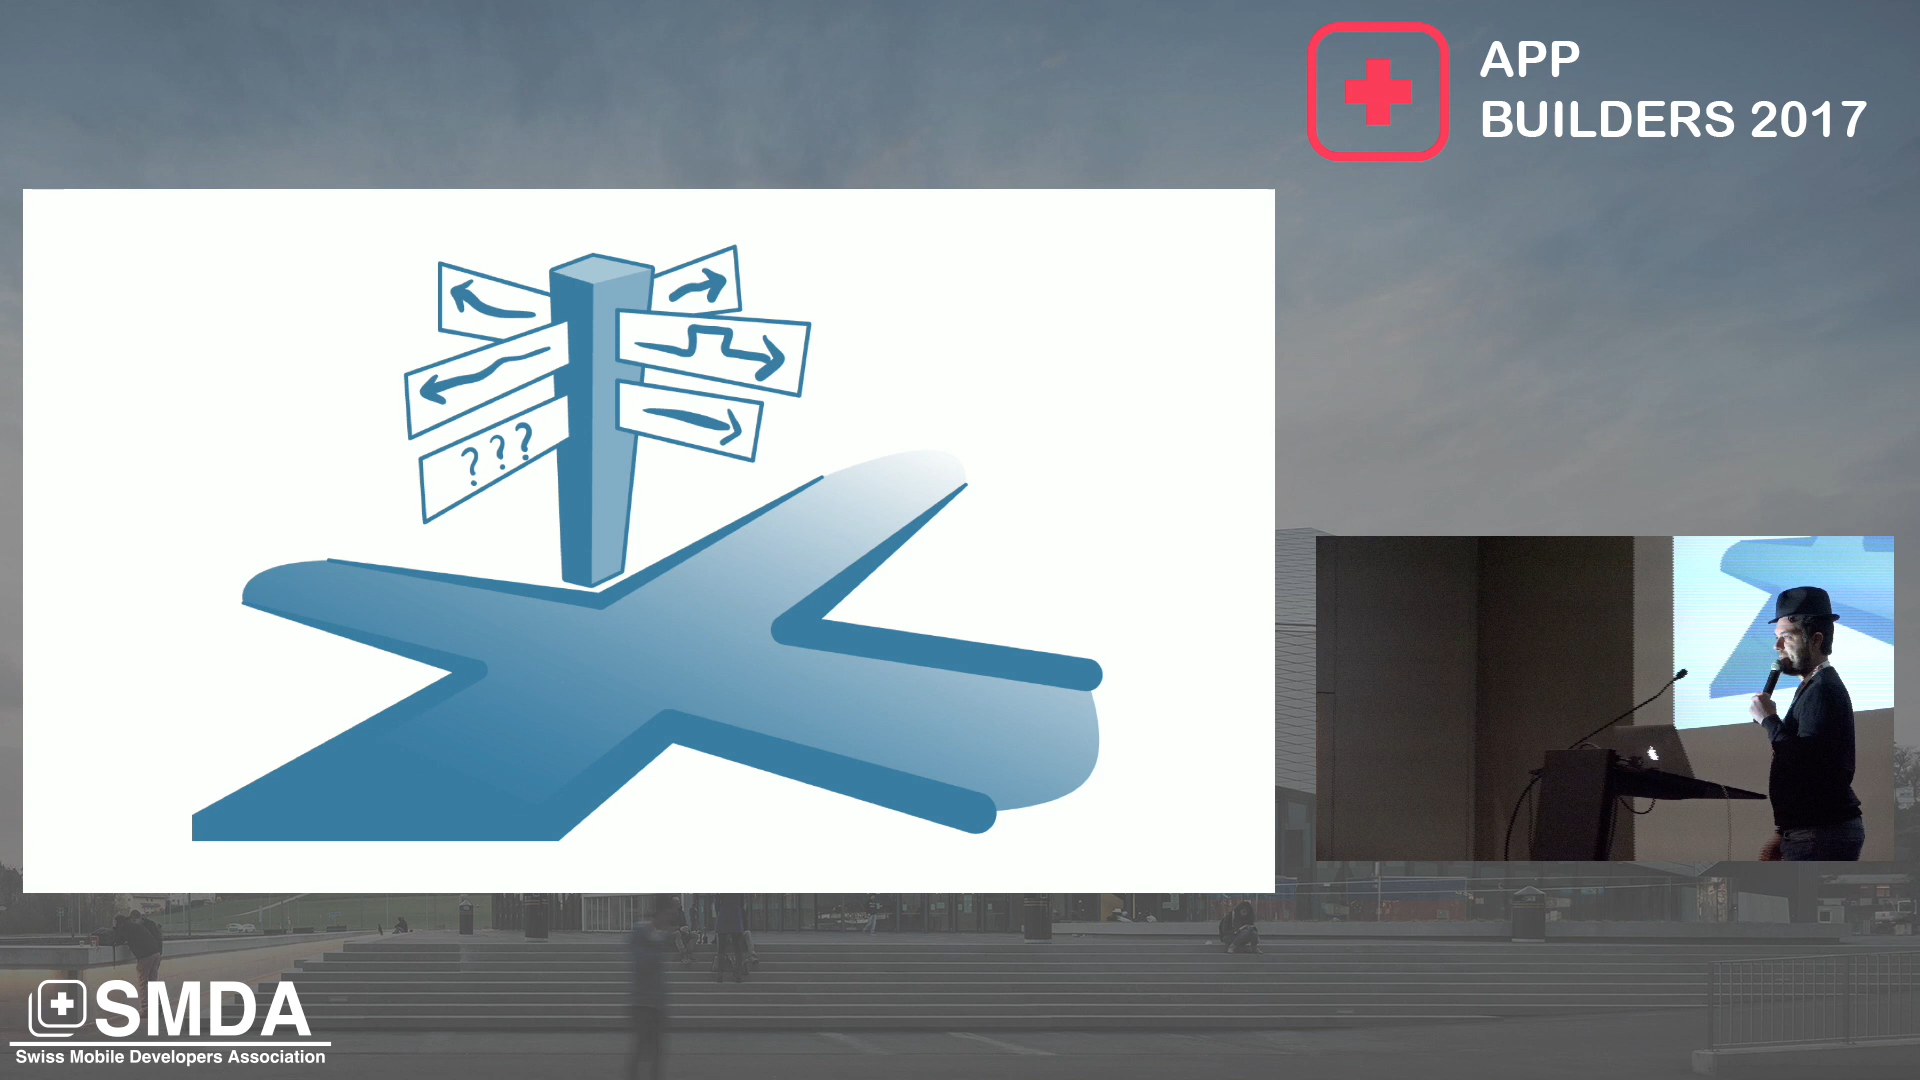 APP
BUILDERS 2017
???
SMDA
Swiss Mobile Developers Association